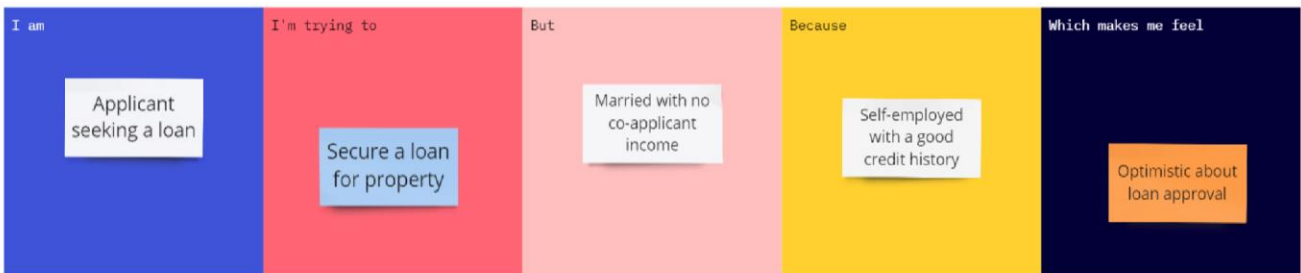 I am
Applicant
seeking a loan
I'm trying to
Secure a loan
for property
But
Married with no
co-applicant
income
Because
Self-employed
with a good
credit history
Which makes me feel
Optimistic about
loan approval